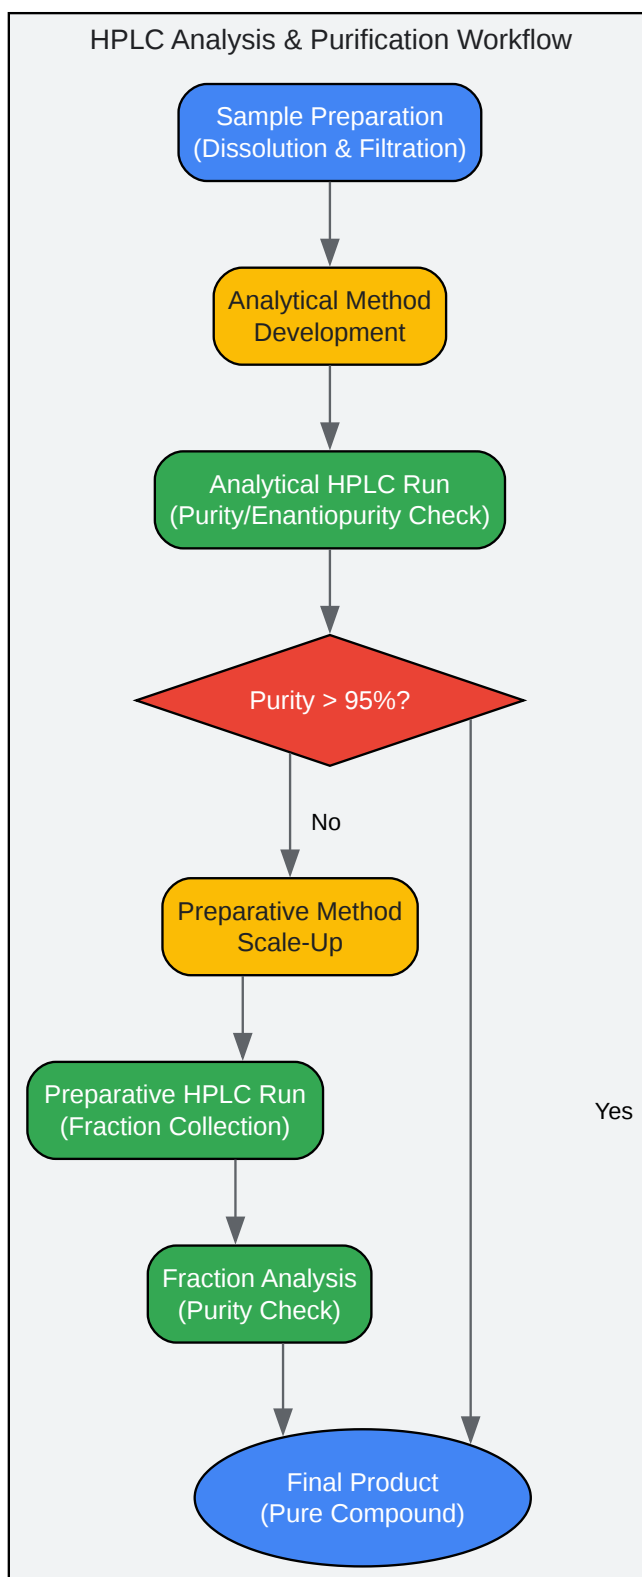 HPLC Analysis & Purification Workflow
Sample Preparation
(Dissolution & Filtration)
Analytical Method
Development
Analytical HPLC Run
(Purity/Enantiopurity Check)
Purity > 95%?
No
Preparative Method
Scale-Up
Preparative HPLC Run
(Fraction Collection)
Yes
Fraction Analysis
(Purity Check)
Final Product
(Pure Compound)